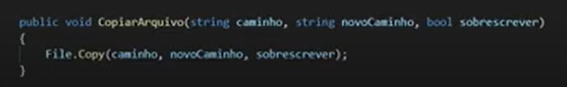 public void CopiarArquivo(string caminho, string novoCaminho, bool sobrescrever)
{
    File.Copy(caminho, novoCaminho, sobrescrever);
}